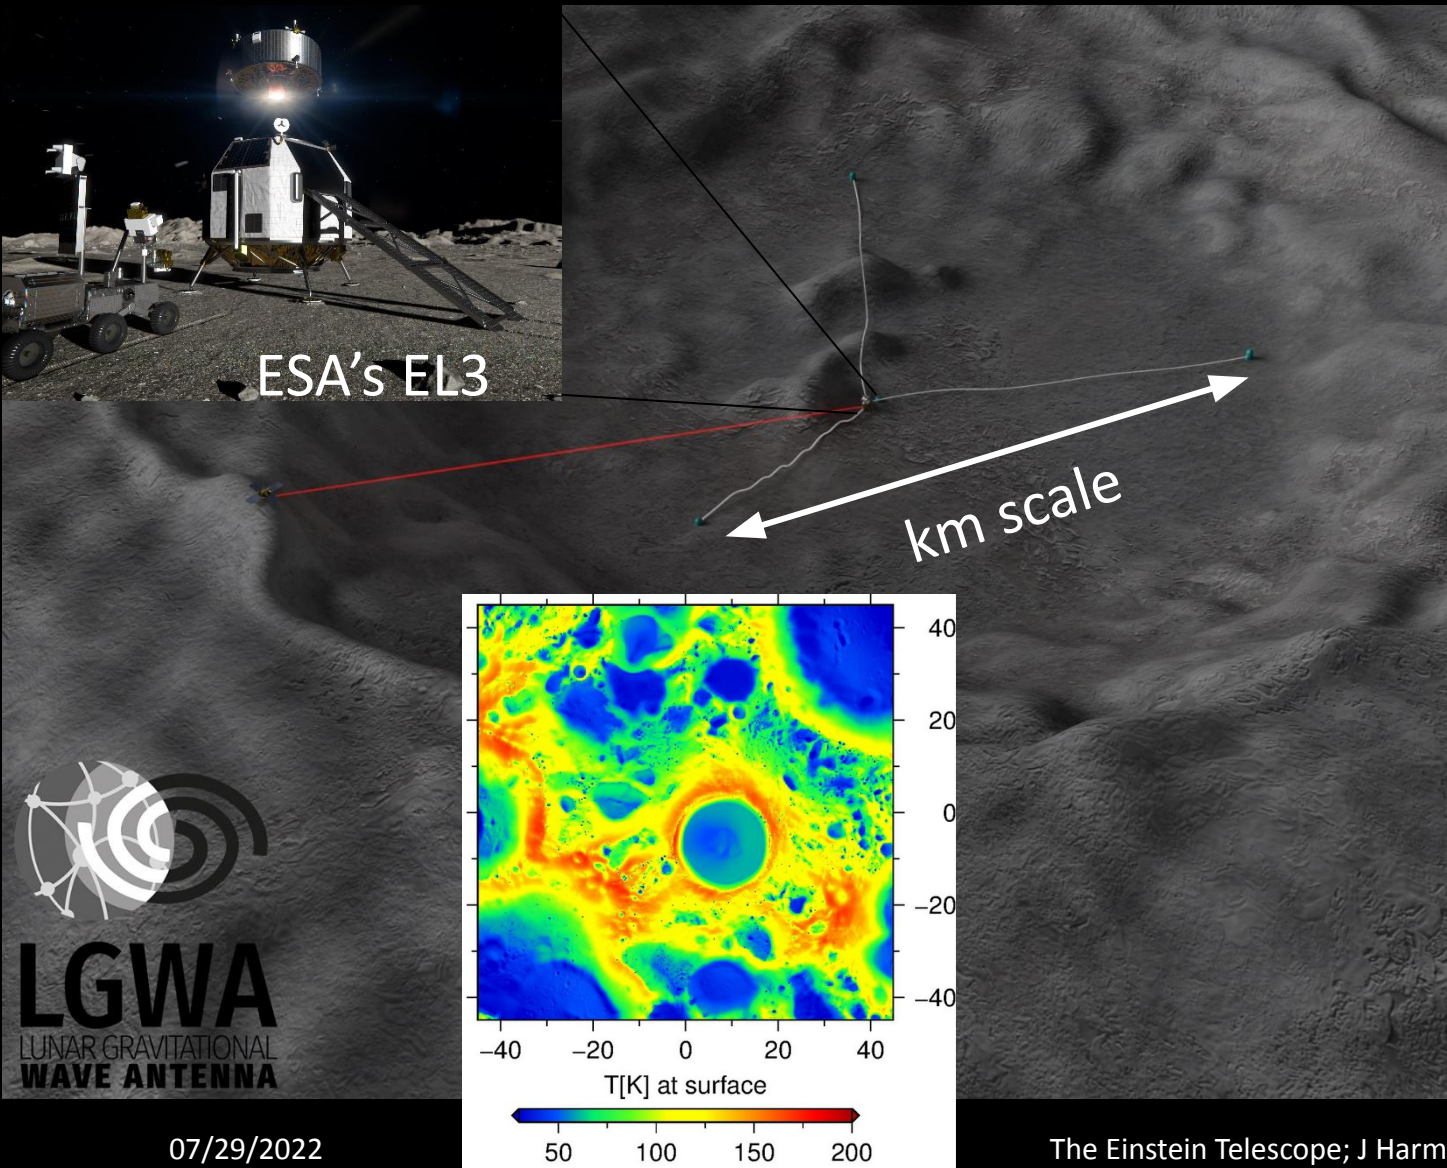 ESA’s EL3
km scale
40
20
0
−20
−40
−40 −20 0 20 40
T[K] at surface
50 100 150 200
LGWA
LUNAR GRAVITATIONAL
WAVE ANTENNA
07/29/2022
The Einstein Telescope; J Harm